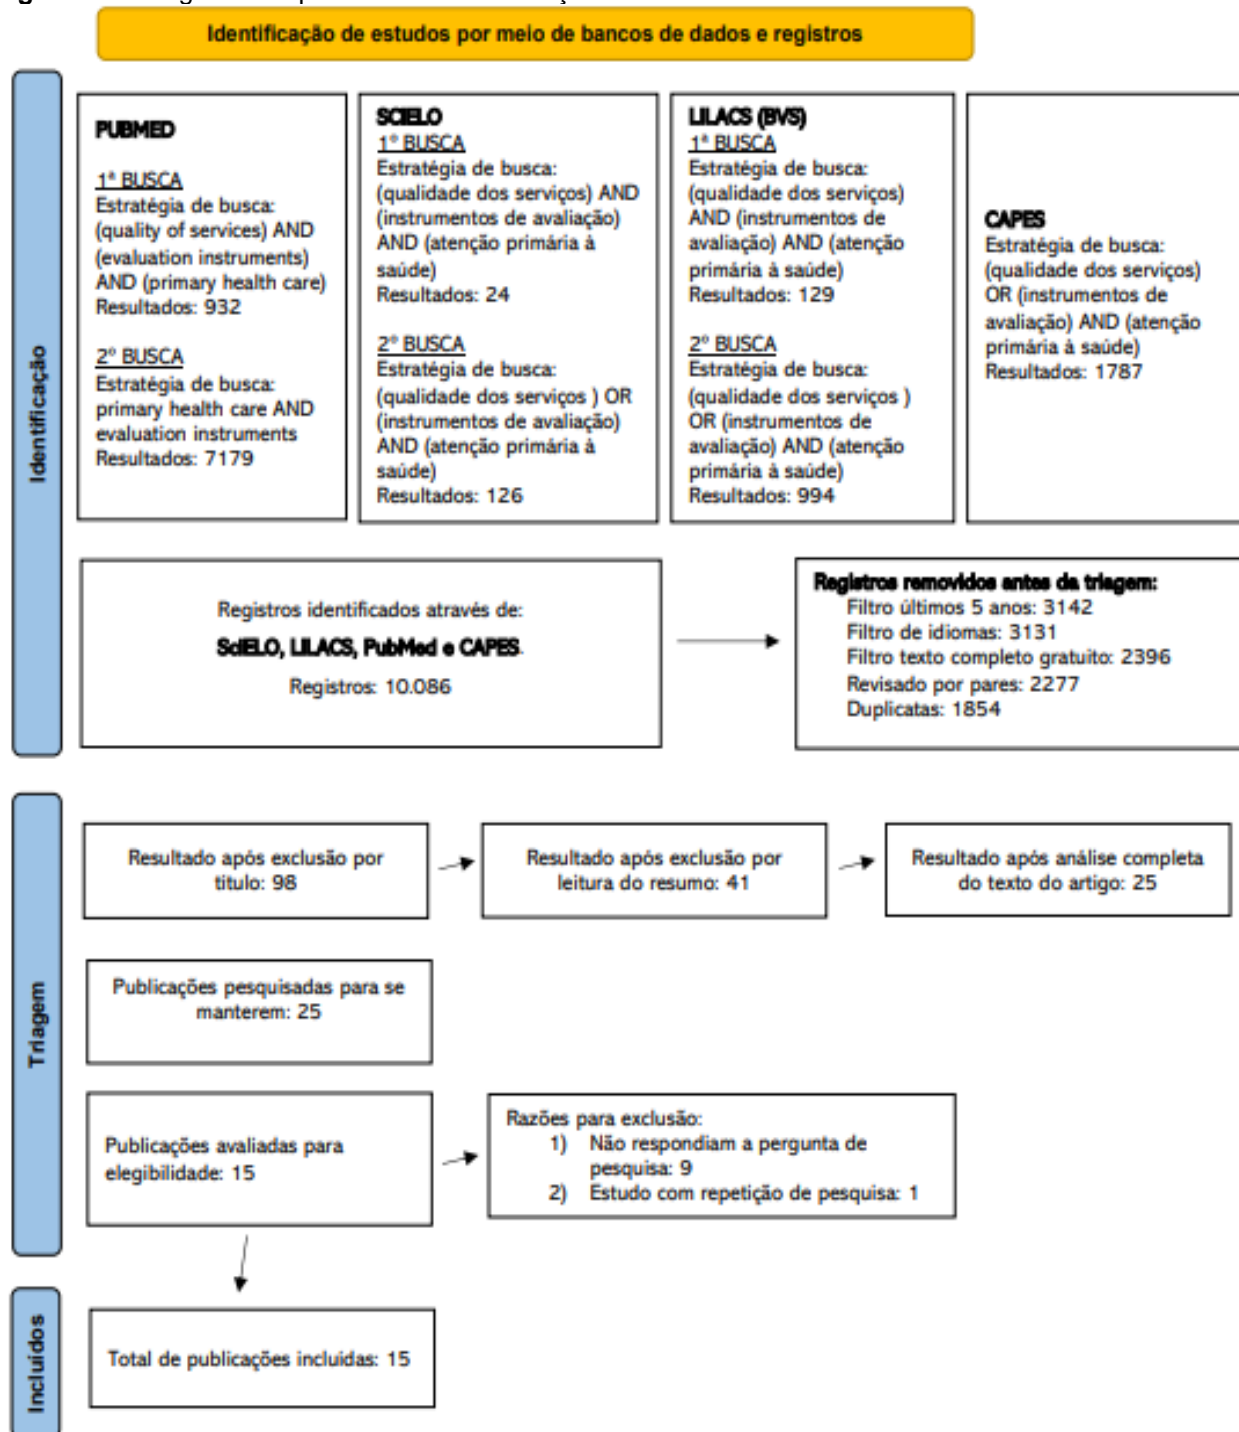 Identificação de estudos por meio de bancos de dados e registros
Identificação
PUBMED
1ª BUSCA
Estratégia de busca:
(quality of services) AND
(evaluation instruments)
AND (primary health care)
Resultados: 932
2º BUSCA
Estratégia de busca:
primary health care AND
evaluation instruments
Resultados: 7179
SCIELO
1º BUSCA
Estratégia de busca:
(qualidade dos serviços) AND
(instrumentos de avaliação)
AND (atenção primária à
saúde)
Resultados: 24
2º BUSCA
Estratégia de busca:
(qualidade dos serviços ) OR
(instrumentos de avaliação)
AND (atenção primária à
saúde)
Resultados: 126
LILACS (BVS)
1ª BUSCA
Estratégia de busca:
(qualidade dos serviços)
AND (instrumentos de
avaliação) AND (atenção
primária à saúde)
Resultados: 129
2º BUSCA
Estratégia de busca:
(qualidade dos serviços )
OR (instrumentos de
avaliação) AND (atenção
primária à saúde)
Resultados: 994
CAPES
Estratégia de busca:
(qualidade dos serviços)
OR (instrumentos de
avaliação) AND (atenção
primária à saúde)
Resultados: 1787
Registros identificados através de:
SciELO, LILACS, PubMed e CAPES.
Registros: 10.086
Registros removidos antes da triagem:
Filtro últimos 5 anos: 3142
Filtro de idiomas: 3131
Filtro texto completo gratuito: 2396
Revisado por pares: 2277
Duplicatas: 1854
Triagem
Resultado após exclusão por
título: 98
Resultado após exclusão por
leitura do resumo: 41
Resultado após análise completa
do texto do artigo: 25
Publicações pesquisadas para se
manterem: 25
Publicações avaliadas para
elegibilidade: 15
Razões para exclusão:
1) Não respondiam a pergunta de
pesquisa: 9
2) Estudo com repetição de pesquisa: 1
Incluídos
Total de publicações incluídas: 15